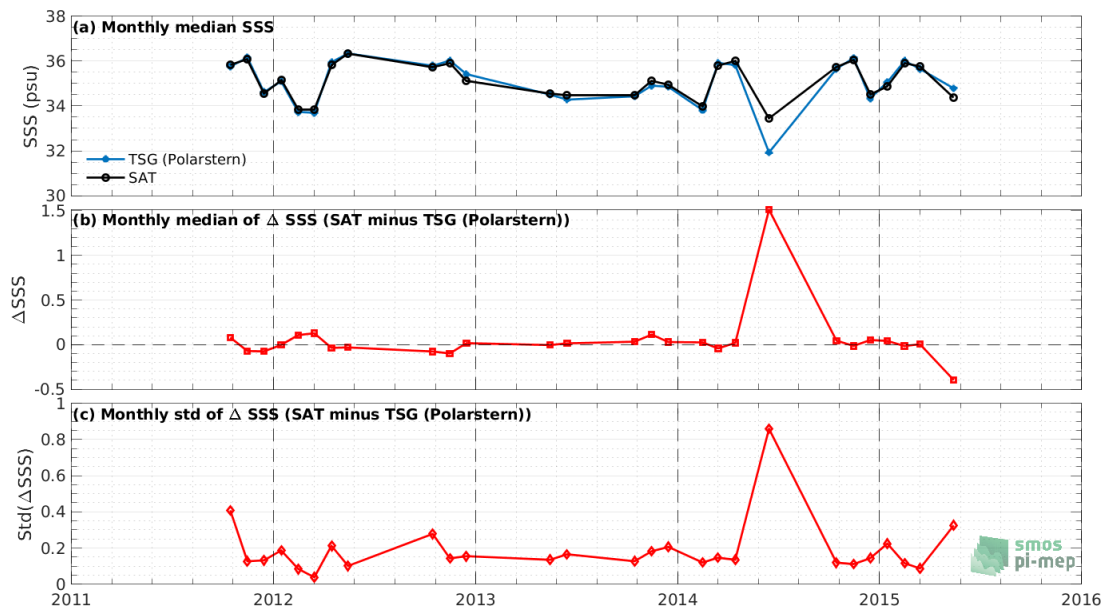 (a) Monthly median SSS
38
36
34
32
30
SSS (psu)
TSG (Polarstern)
SAT
(b) Monthly median of Δ SSS (SAT minus TSG (Polarstern))
1.5
1
0.5
0
-0.5
ΔSSS
(c) Monthly std of Δ SSS (SAT minus TSG (Polarstern))
1
0.8
0.6
0.4
0.2
0
Std(ΔSSS)
smos
pi-mep
2011 2012 2013 2014 2015 2016